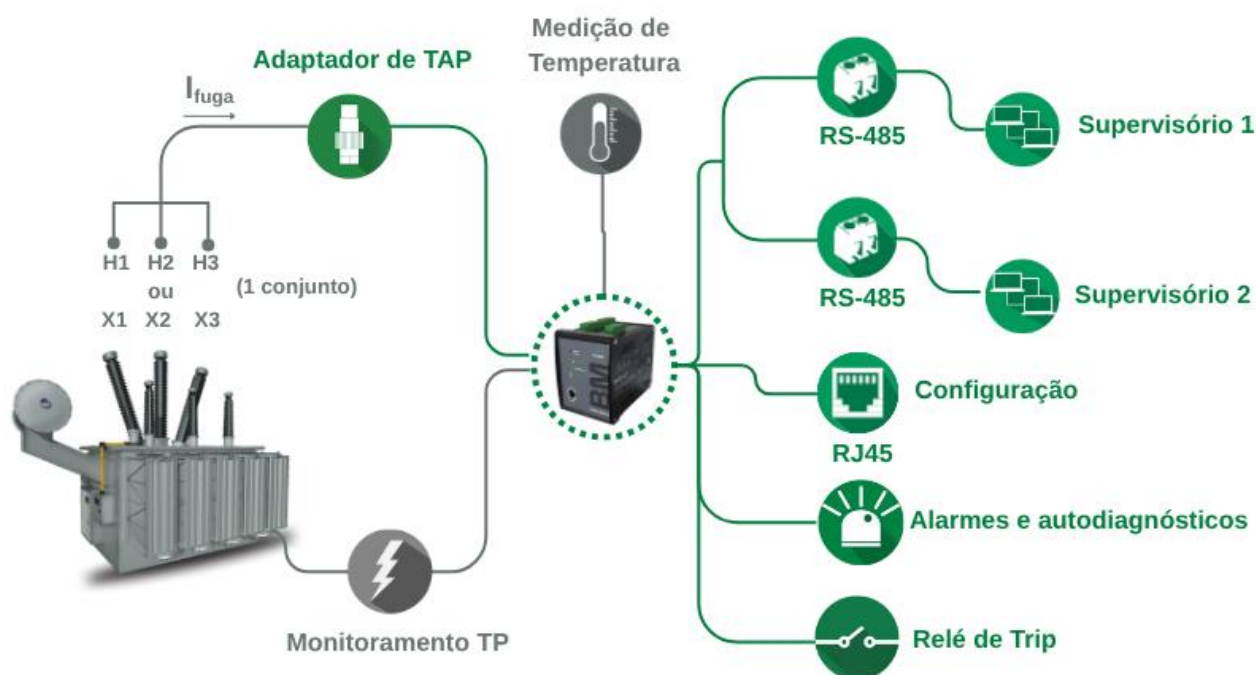 Medição de
Temperatura
Adaptador de TAP
Ifuga
RS-485
Supervisório 1
H1 H2 H3
ou
X1 X2 X3
(1 conjunto)
RS-485
Supervisório 2
BM
Configuração
RJ45
Alarmes e autodiagnósticos
Monitoramento TP
Relé de Trip